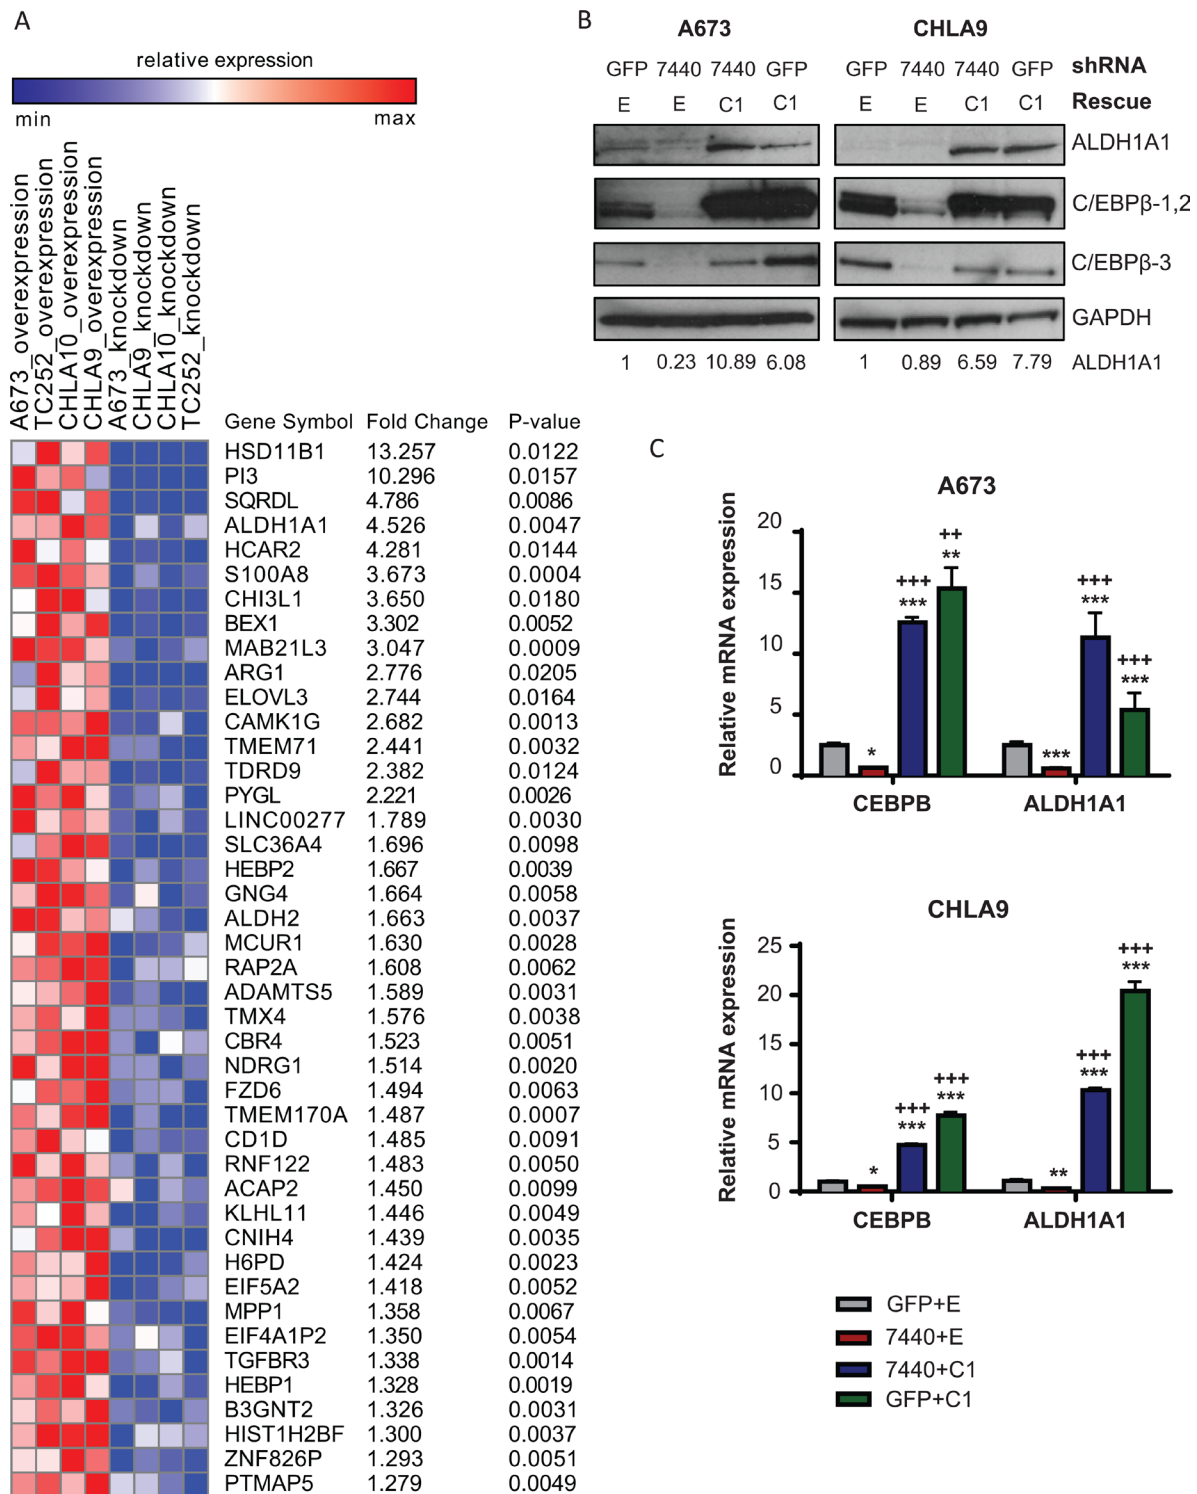 A
relative expression
min max
A673_overexpression
TC252_overexpression
CHLA10_overexpression
CHLA9_overexpression
A673_knockdown
CHLA9_knockdown
CHLA10_knockdown
TC252_knockdown
Gene Symbol Fold Change P-value
HSD11B1 13.257 0.0122
PI3 10.296 0.0157
SQRDL 4.786 0.0086
ALDH1A1 4.526 0.0047
HCAR2 4.281 0.0144
S100A8 3.673 0.0004
CHI3L1 3.650 0.0180
BEX1 3.302 0.0052
MAB21L3 3.047 0.0009
ARG1 2.776 0.0205
ELOVL3 2.744 0.0164
CAMK1G 2.682 0.0013
TMEM71 2.441 0.0032
TDRD9 2.382 0.0124
PYGL 2.221 0.0026
LINC00277 1.789 0.0030
SLC36A4 1.696 0.0098
HEBP2 1.667 0.0039
GNG4 1.664 0.0058
ALDH2 1.663 0.0037
MCUR1 1.630 0.0028
RAP2A 1.608 0.0062
ADAMTS5 1.589 0.0031
TMX4 1.576 0.0038
CBR4 1.523 0.0051
NDRG1 1.514 0.0020
FZD6 1.494 0.0063
TMEM170A 1.487 0.0007
CD1D 1.485 0.0091
RNF122 1.483 0.0050
ACAP2 1.450 0.0099
KLHL11 1.446 0.0049
CNIH4 1.439 0.0035
H6PD 1.424 0.0023
EIF5A2 1.418 0.0052
MPP1 1.358 0.0067
EIF4A1P2 1.350 0.0054
TGFBR3 1.338 0.0014
HEBP1 1.328 0.0019
B3GNT2 1.326 0.0031
HIST1H2BF 1.300 0.0037
ZNF826P 1.293 0.0051
PTMAP5 1.279 0.0049
B
A673 CHLA9
GFP 7440 7440 GFP GFP 7440 7440 GFP shRNA
E E C1 C1 E E C1 C1 Rescue
ALDH1A1
C/EBPβ-1,2
C/EBPβ-3
GAPDH
1 0.23 10.89 6.08 1 0.89 6.59 7.79 ALDH1A1
C
A673
Relative mRNA expression
20
15
10
5
0
* +++ *** ++ ** *** +++ *** +++ ***
CEBPB ALDH1A1
CHLA9
Relative mRNA expression
25
20
15
10
5
0
* +++ *** +++ *** ** +++ *** +++ ***
CEBPB ALDH1A1
GFP+E
7440+E
7440+C1
GFP+C1